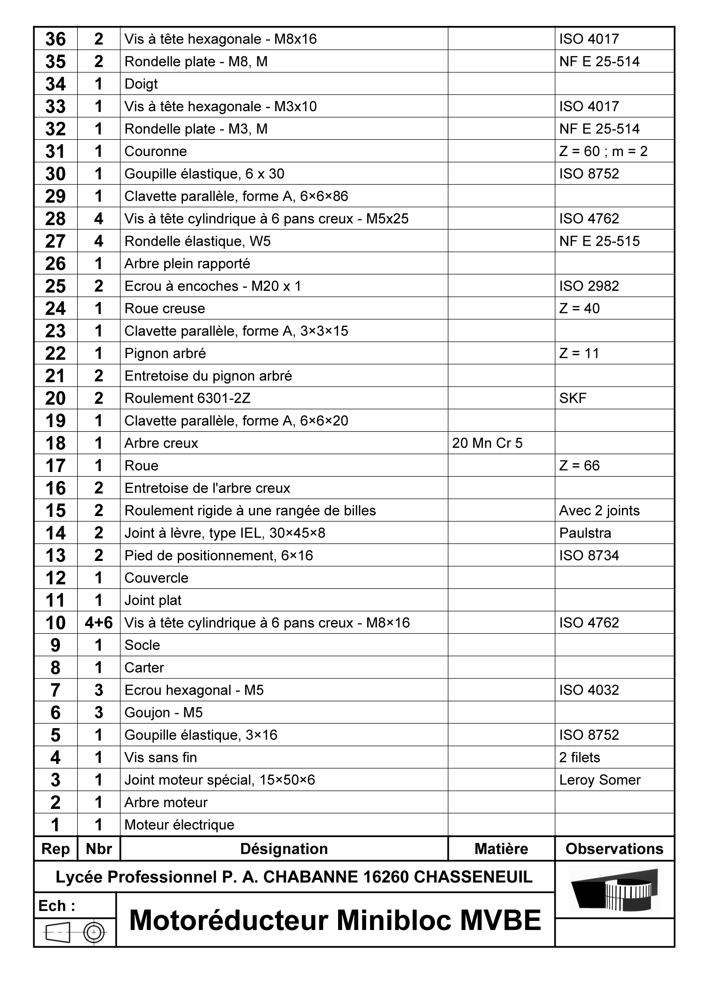 36 2 Vis à tête hexagonale - M8x16 ISO 4017
35 2 Rondelle plate - M8, M NF E 25-514
34 1 Doigt
33 1 Vis à tête hexagonale - M3x10 ISO 4017
32 1 Rondelle plate - M3, M NF E 25-514
31 1 Couronne Z = 60 ; m = 2
30 1 Goupille élastique, 6 x 30 ISO 8752
29 1 Clavette parallèle, forme A, 6×6×86
28 4 Vis à tête cylindrique à 6 pans creux - M5x25 ISO 4762
27 4 Rondelle élastique, W5 NF E 25-515
26 1 Arbre plein rapporté
25 2 Ecrou à encoches - M20 x 1 ISO 2982
24 1 Roue creuse Z = 40
23 1 Clavette parallèle, forme A, 3×3×15
22 1 Pignon arbré Z = 11
21 2 Entretoise du pignon arbré
20 2 Roulement 6301-2Z SKF
19 1 Clavette parallèle, forme A, 6×6×20
18 1 Arbre creux 20 Mn Cr 5
17 1 Roue Z = 66
16 2 Entretoise de l'arbre creux
15 2 Roulement rigide à une rangée de billes Avec 2 joints
14 2 Joint à lèvre, type IEL, 30×45×8 Paulstra
13 2 Pied de positionnement, 6×16 ISO 8734
12 1 Couvercle
11 1 Joint plat
10 4+6 Vis à tête cylindrique à 6 pans creux - M8×16 ISO 4762
9 1 Socle
8 1 Carter
7 3 Ecrou hexagonal - M5 ISO 4032
6 3 Goujon - M5
5 1 Goupille élastique, 3×16 ISO 8752
4 1 Vis sans fin 2 filets
3 1 Joint moteur spécial, 15×50×6 Leroy Somer
2 1 Arbre moteur
1 1 Moteur électrique
Rep Nbr Désignation Matière Observations
Lycée Professionnel P. A. CHABANNE 16260 CHASSENEUIL
Ech :
Motoréducteur Minibloc MVBE